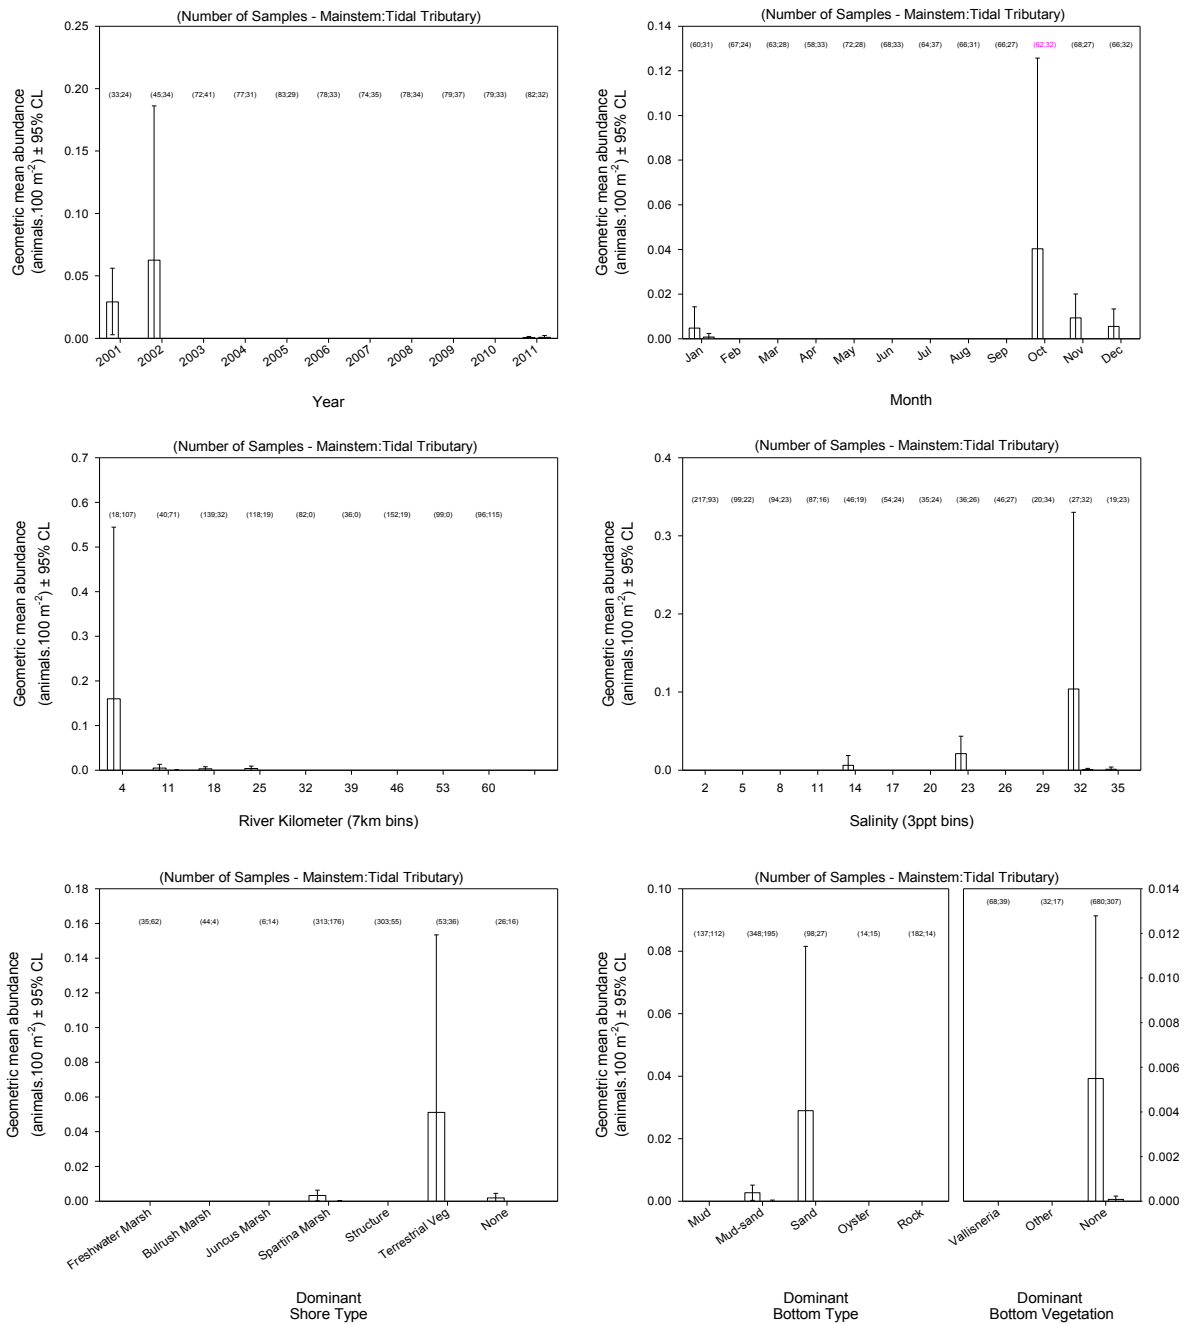 (Number of Samples - Mainstem:Tidal Tributary)
0.25
0.20
0.15
0.10
0.05
0.00
Geometric mean abundance
(animals.100 m⁻²) ± 95% CL
(33;24) (45;34) (72;41) (77;31) (83;29) (78;33) (74;35) (78;34) (79;37) (79;33) (82;32)
2001 2002 2003 2004 2005 2006 2007 2008 2009 2010 2011
Year
(Number of Samples - Mainstem:Tidal Tributary)
0.14
0.12
0.10
0.08
0.06
0.04
0.02
0.00
Geometric mean abundance
(animals.100 m⁻²) ± 95% CL
(60;31) (67;24) (63;28) (58;33) (72;28) (68;33) (64;37) (66;31) (66;27) (62;32) (68;27) (66;32)
Jan Feb Mar Apr May Jun Jul Aug Sep Oct Nov Dec
Month
(Number of Samples - Mainstem:Tidal Tributary)
0.7
0.6
0.5
0.4
0.3
0.2
0.1
0.0
Geometric mean abundance
(animals.100 m⁻²) ± 95% CL
(18;107) (40;71) (139;32) (118;19) (82;0) (36;0) (152;19) (99;0) (96;115)
4 11 18 25 32 39 46 53 60
River Kilometer (7km bins)
(Number of Samples - Mainstem:Tidal Tributary)
0.4
0.3
0.2
0.1
0.0
Geometric mean abundance
(animals.100 m⁻²) ± 95% CL
(217;93) (99;22) (94;23) (87;16) (46;19) (54;24) (35;24) (36;26) (46;27) (20;34) (27;32) (19;23)
2 5 8 11 14 17 20 23 26 29 32 35
Salinity (3ppt bins)
(Number of Samples - Mainstem:Tidal Tributary)
0.18
0.16
0.14
0.12
0.10
0.08
0.06
0.04
0.02
0.00
Geometric mean abundance
(animals.100 m⁻²) ± 95% CL
(35;62) (44;4) (6;14) (313;176) (303;55) (53;36) (26;16)
Freshwater Marsh Bulrush Marsh Juncus Marsh Spartina Marsh Structure Terrestrial Veg None
Dominant
Shore Type
(Number of Samples - Mainstem:Tidal Tributary)
0.10
0.08
0.06
0.04
0.02
0.00
Geometric mean abundance
(animals.100 m⁻²) ± 95% CL
(137;112) (348;195) (98;27) (14;15) (182;14)
Mud Mud-sand Sand Oyster Rock
Dominant
Bottom Type
(68;39) (32;17) (680;307)
0.014
0.012
0.010
0.008
0.006
0.004
0.002
0.000
Vallisneria Other None
Dominant
Bottom Vegetation